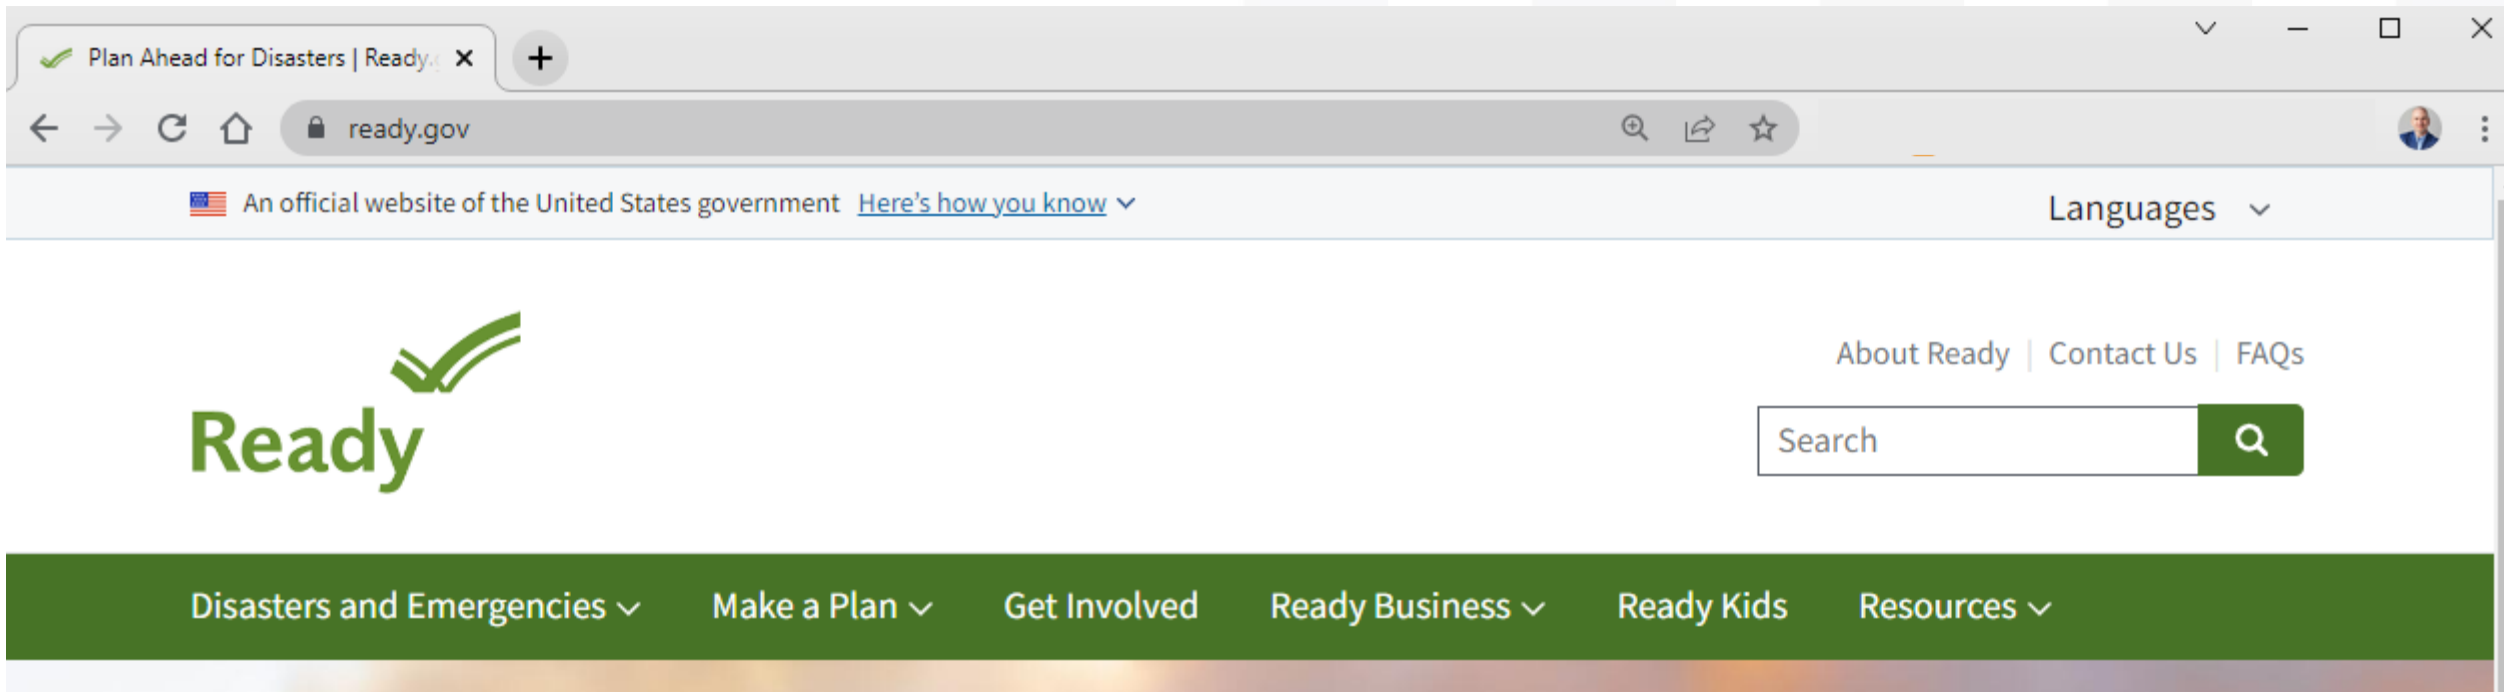 Plan Ahead for Disasters | Ready.
ready.gov
An official website of the United States government Here's how you know
Languages
About Ready | Contact Us | FAQs
Ready
Search
Disasters and Emergencies Make a Plan Get Involved Ready Business Ready Kids Resources